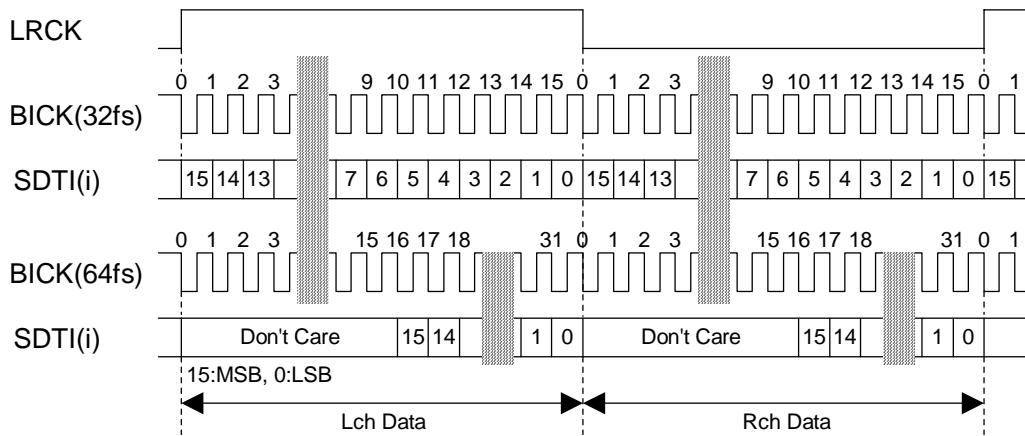 LRCK
0 1 2 3 9 10 11 12 13 14 15 0 1 2 3 9 10 11 12 13 14 15 0 1
BICK(32fs)
SDTI(i) 15 14 13 7 6 5 4 3 2 1 0 15 14 13 7 6 5 4 3 2 1 0 15
0 1 2 3 15 16 17 18 31 0 1 2 3 15 16 17 18 31 0 1
BICK(64fs)
SDTI(i) Don't Care 15 14 1 0 Don't Care 15 14 1 0
15:MSB, 0:LSB
Lch Data Rch Data